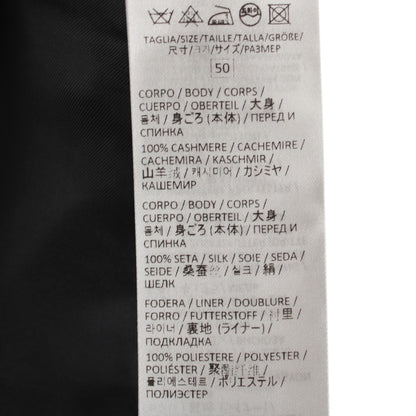 TAGLIA/SIZE/TAILLE/TALLA/GRÖßE/
尺寸/크기/サイズ/РАЗМЕР
50
CORPO / BODY / CORPS /
CUERPO / OBERTEIL / 大身 /
몸체 / 身ごろ (本体) / ПЕРЕД И
СПИНКА
100% CASHMERE / CACHEMIRE /
CACHEMIRA / KASCHMIR /
山羊绒 / 캐시미어 / カシミヤ /
КАШЕМИР
CORPO / BODY / CORPS /
CUERPO / OBERTEIL / 大身 /
몸체 / 身ごろ (本体) / ПЕРЕД И
СПИНКА
100% SETA / SILK / SOIE / SEDA /
SEIDE / 桑蚕丝 / 실크 / 絹 /
ШЕЛК
FODERA / LINER / DOUBLURE /
FORRO / FUTTERSTOFF / 衬里 /
라이너 / 裏地 (ライナー) /
ПОДКЛАДКА
100% POLIESTERE / POLYESTER /
POLIÉSTER / 聚酯纤维 /
폴리에스테르 / ポリエステル /
ПОЛИЭСТЕР